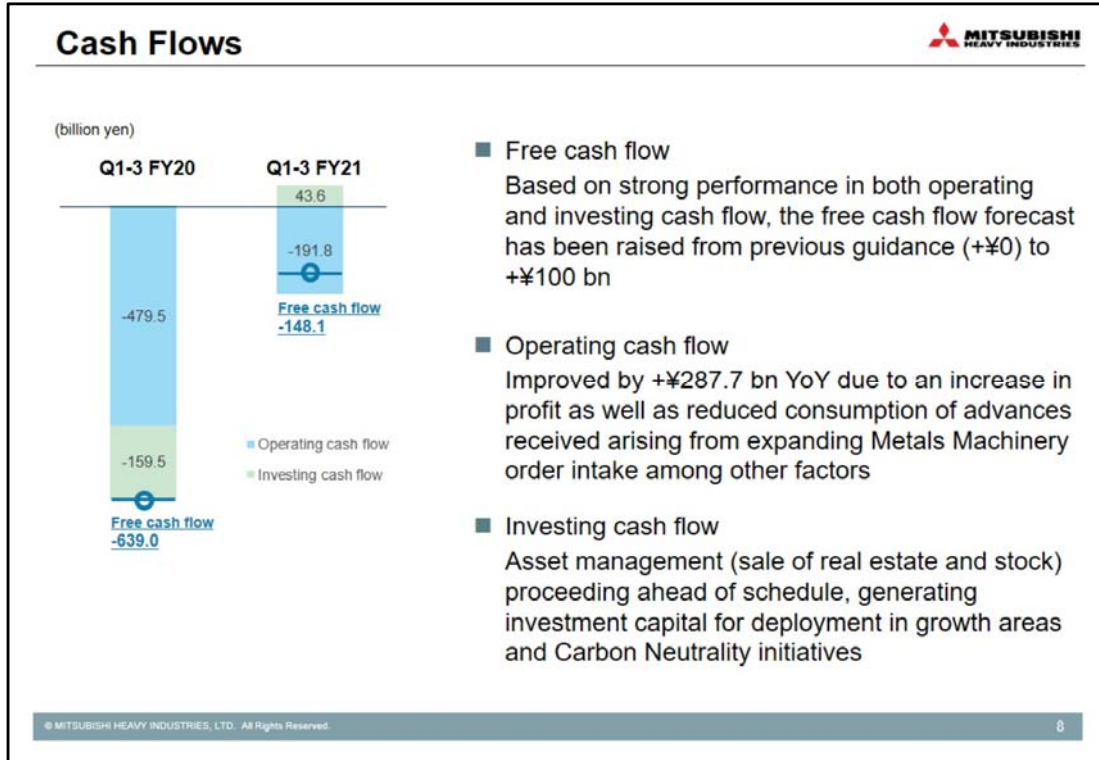 Cash Flows
MITSUBISHI
HEAVY INDUSTRIES
(billion yen)
Q1-3 FY20
Q1-3 FY21
43.6
-191.8
Free cash flow
-148.1
-479.5
-159.5
Free cash flow
-639.0
Operating cash flow
Investing cash flow
Free cash flow
Based on strong performance in both operating
and investing cash flow, the free cash flow forecast
has been raised from previous guidance (+¥0) to
+¥100 bn
Operating cash flow
Improved by +¥287.7 bn YoY due to an increase in
profit as well as reduced consumption of advances
received arising from expanding Metals Machinery
order intake among other factors
Investing cash flow
Asset management (sale of real estate and stock)
proceeding ahead of schedule, generating
investment capital for deployment in growth areas
and Carbon Neutrality initiatives
© MITSUBISHI HEAVY INDUSTRIES, LTD. All Rights Reserved.
8